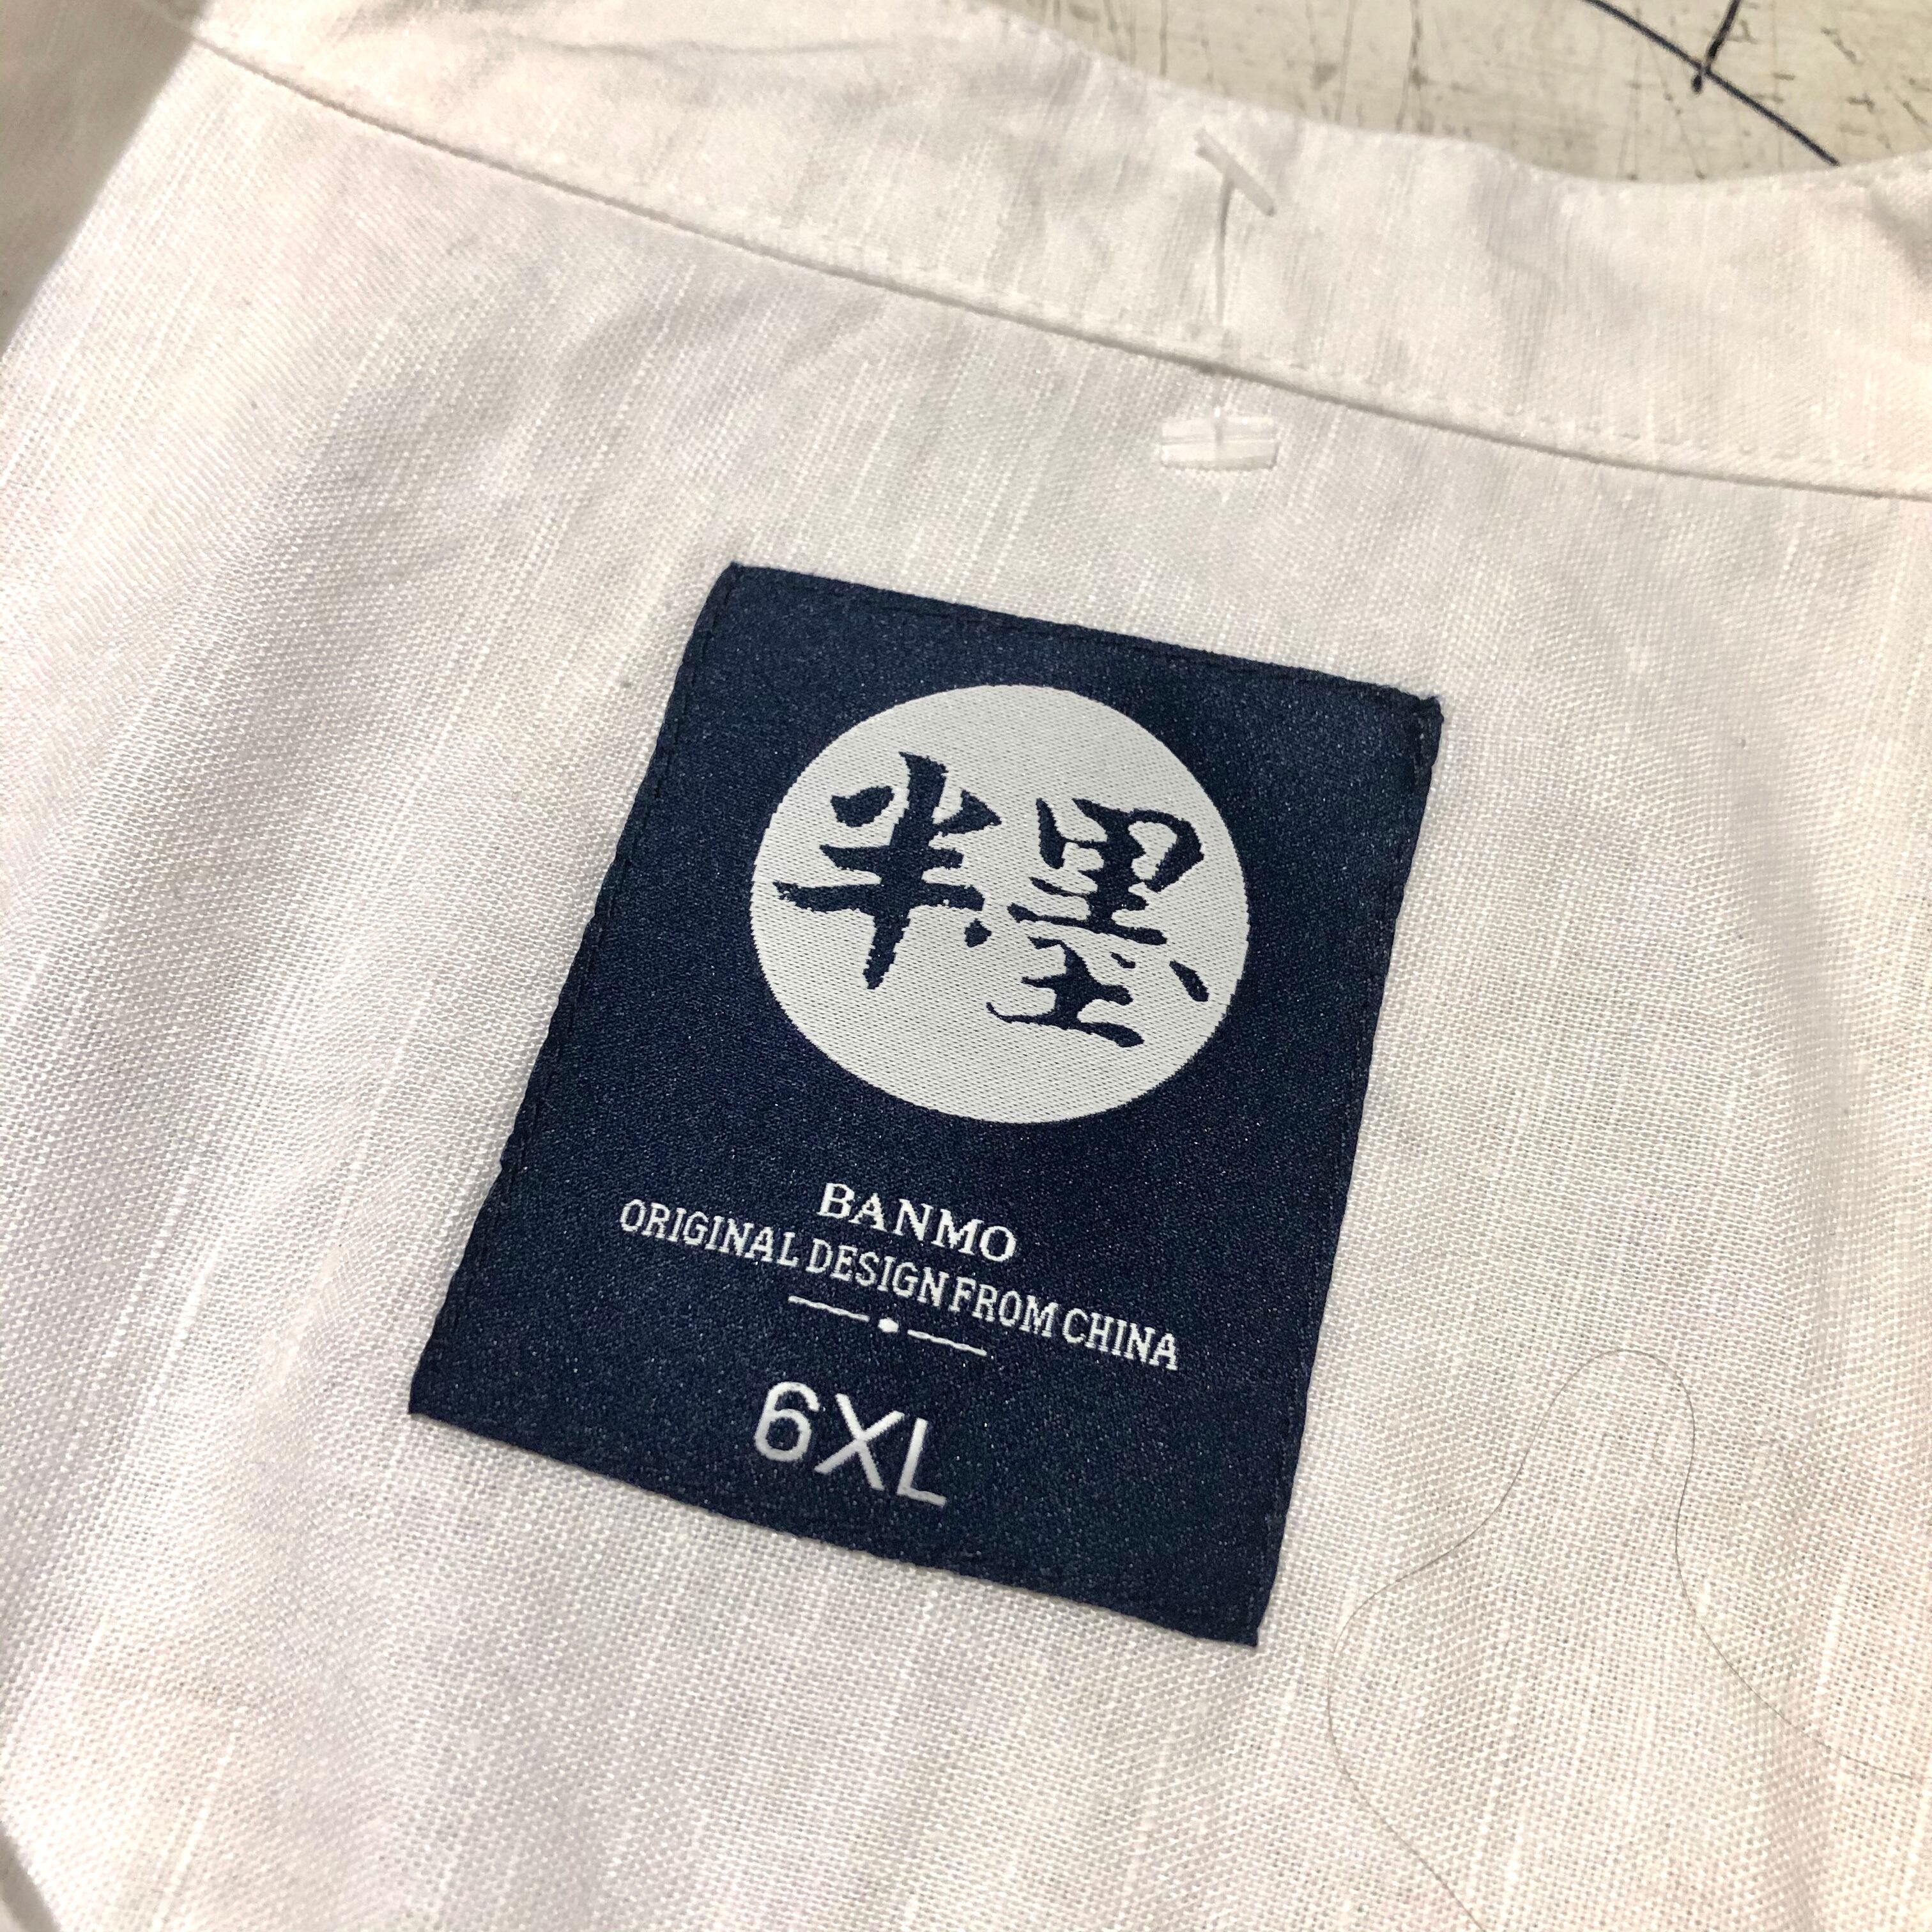 半墨
BANMO
ORIGINAL DESIGN FROM CHINA
6XL